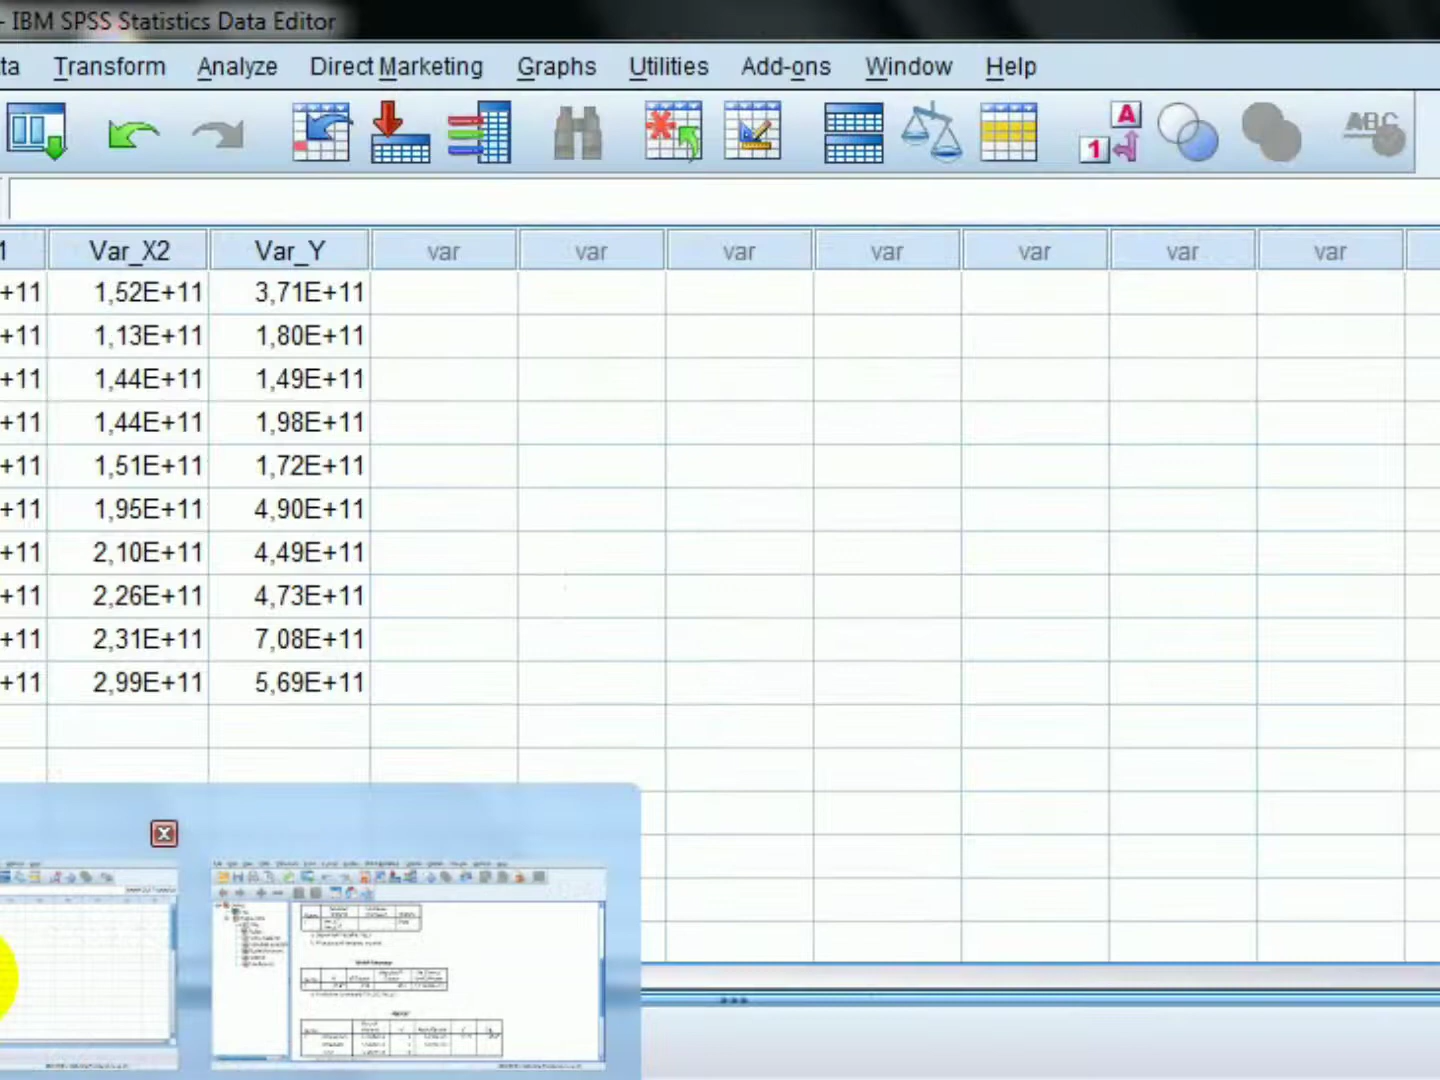 - IBM SPSS Statistics Data Editor
ta Transform Analyze Direct Marketing Graphs Utilities Add-ons Window Help
A
1
ABC
1 Var_X2 Var_Y var var var var var var var
+11 1,52E+11 3,71E+11
+11 1,13E+11 1,80E+11
+11 1,44E+11 1,49E+11
+11 1,44E+11 1,98E+11
+11 1,51E+11 1,72E+11
+11 1,95E+11 4,90E+11
+11 2,10E+11 4,49E+11
+11 2,26E+11 4,73E+11
+11 2,31E+11 7,08E+11
+11 2,99E+11 5,69E+11